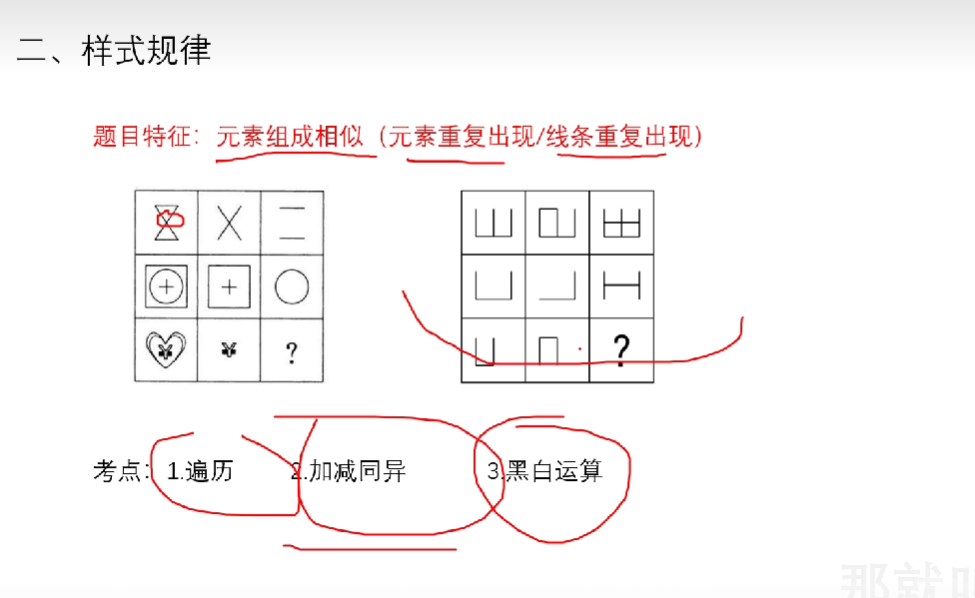 二、样式规律
题目特征：元素组成相似（元素重复出现/线条重复出现）
¥ ¥ ? ?
考点：1.遍历 2.加减同异 3.黑白运算
那就